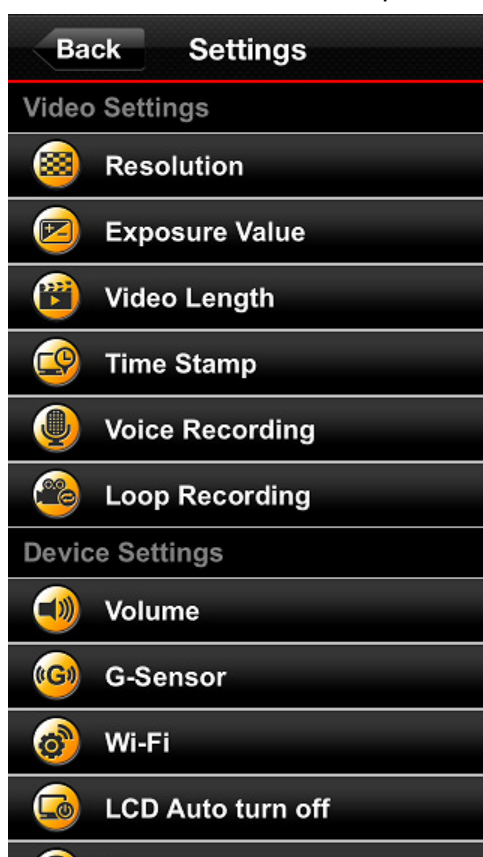 Back
Settings
Video Settings
Resolution
Exposure Value
Video Length
Time Stamp
Voice Recording
Loop Recording
Device Settings
Volume
G-Sensor
Wi-Fi
LCD Auto turn off